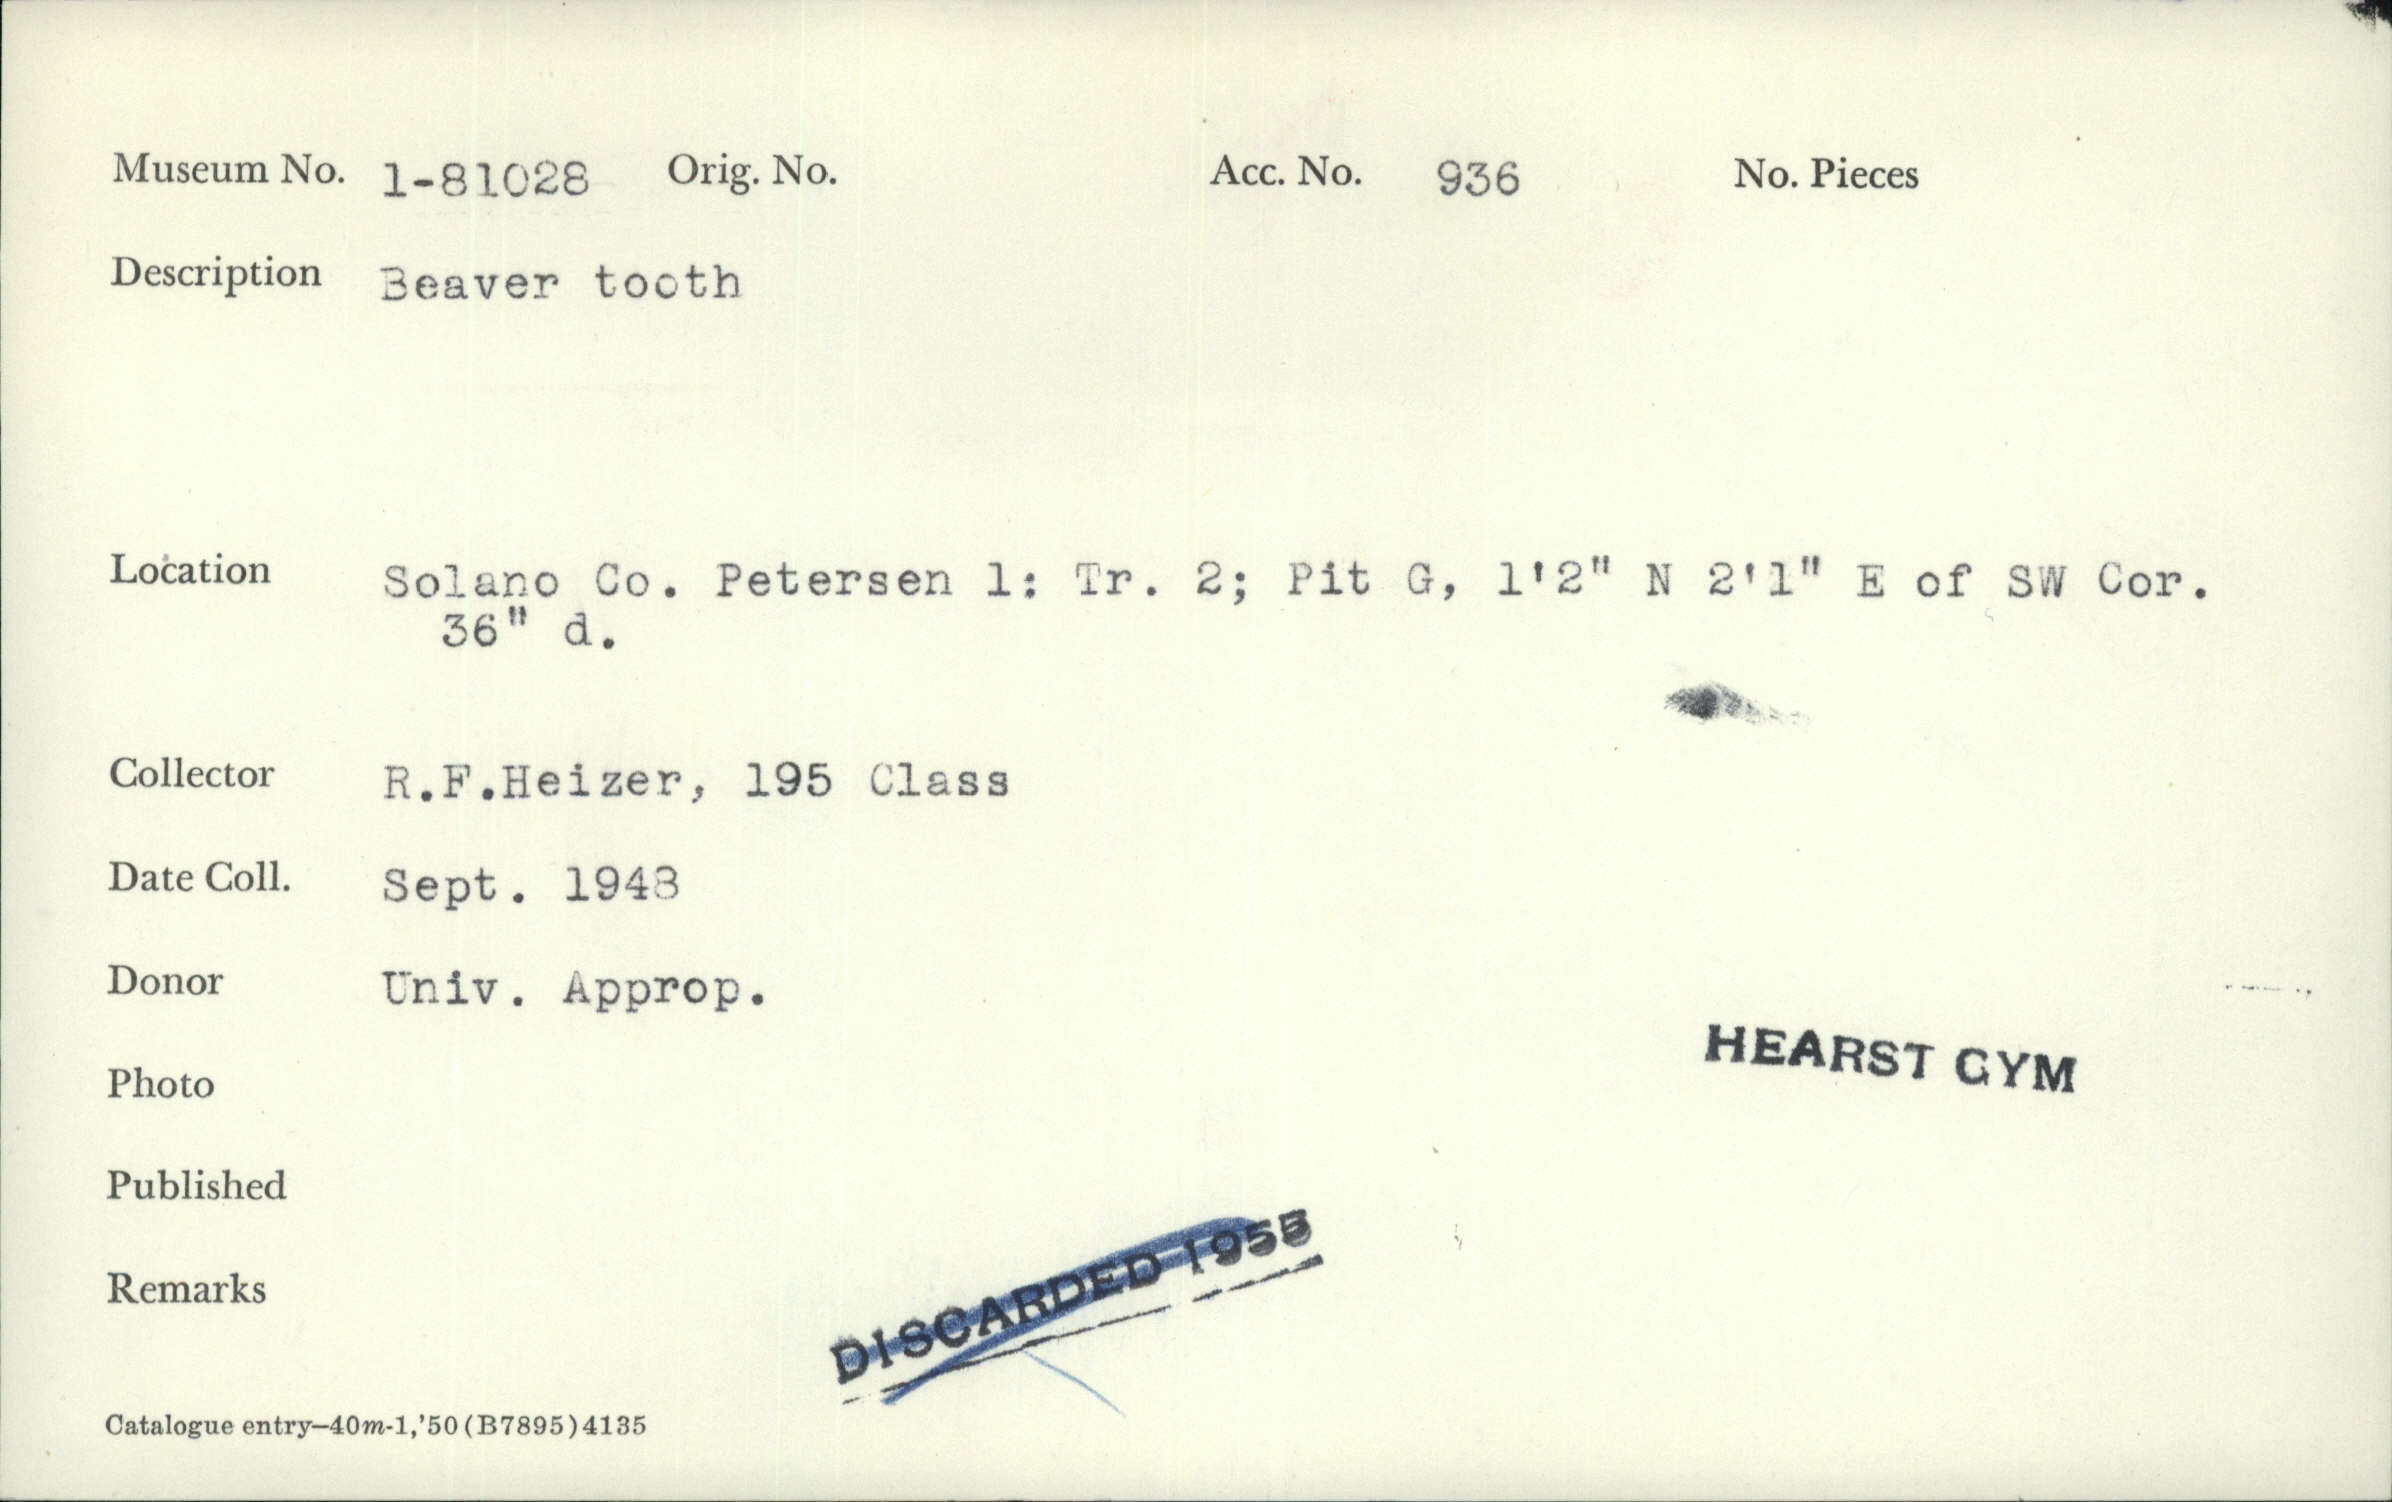 Museum No. 1-81028 Orig. No. Acc. No. 936 No. Pieces
Description Beaver tooth
Location Solano Co. Petersen 1: Tr. 2; Pit G, 1'2" N 2'1" E of SW Cor.
36" d.
Collector R.F.Heizer, 195 Class
Date Coll. Sept. 1948
Donor Univ. Approp.
HEARST GYM
Photo
Published
DISCARDED 1955
Remarks
Catalogue entry—40m-1,'50(B7895)4135